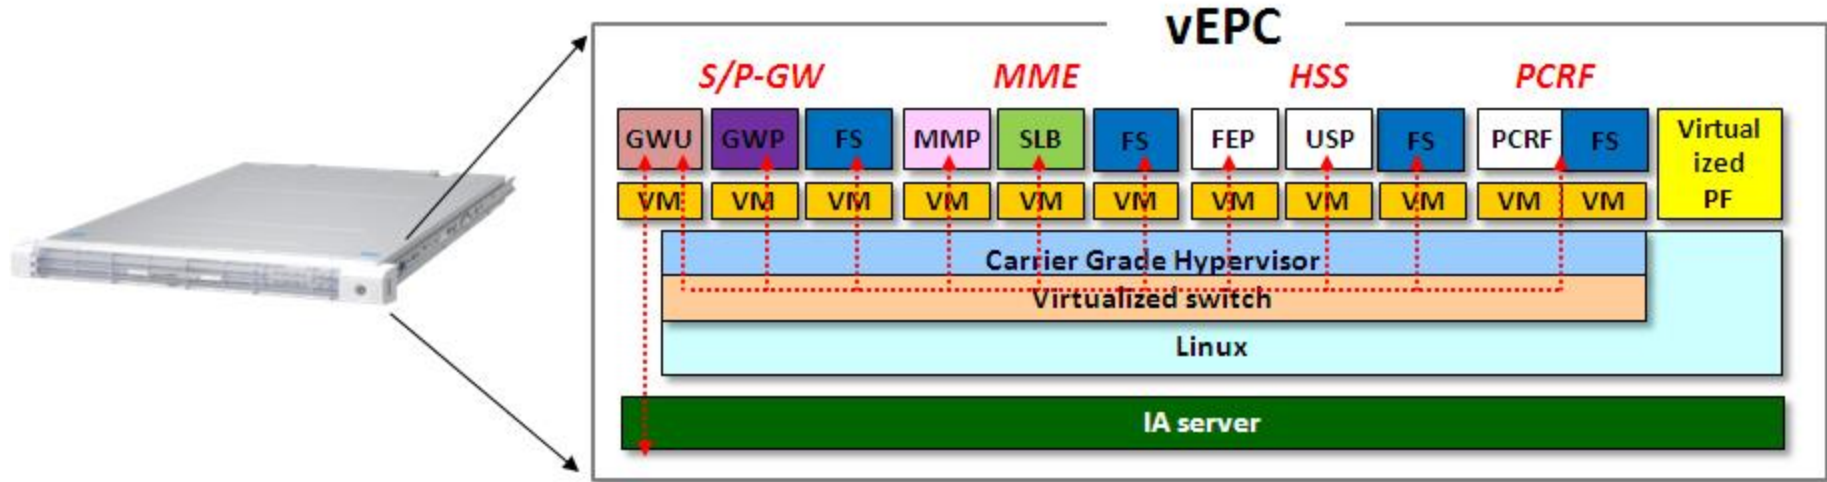 vEPC
S/P-GW MME HSS PCRF
GWU GWP FS MMP SLB FS FEP USP FS PCRF FS
Virtual
ized
PF
VM VM VM VM VM VM VM VM VM VM VM
Carrier Grade Hypervisor
Virtualized switch
Linux
IA server